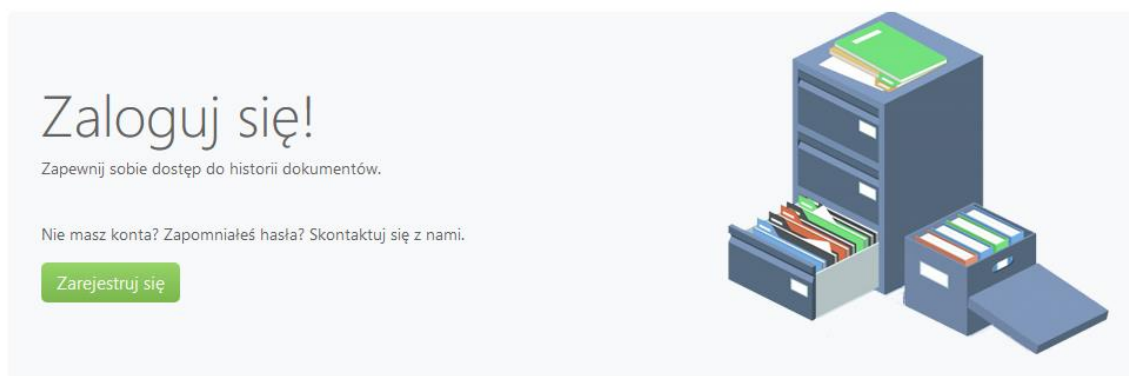 Zaloguj się!
Zapewnij sobie dostęp do historii dokumentów.
Nie masz konta? Zapomniałeś hasła? Skontaktuj się z nami.
Zarejestruj się